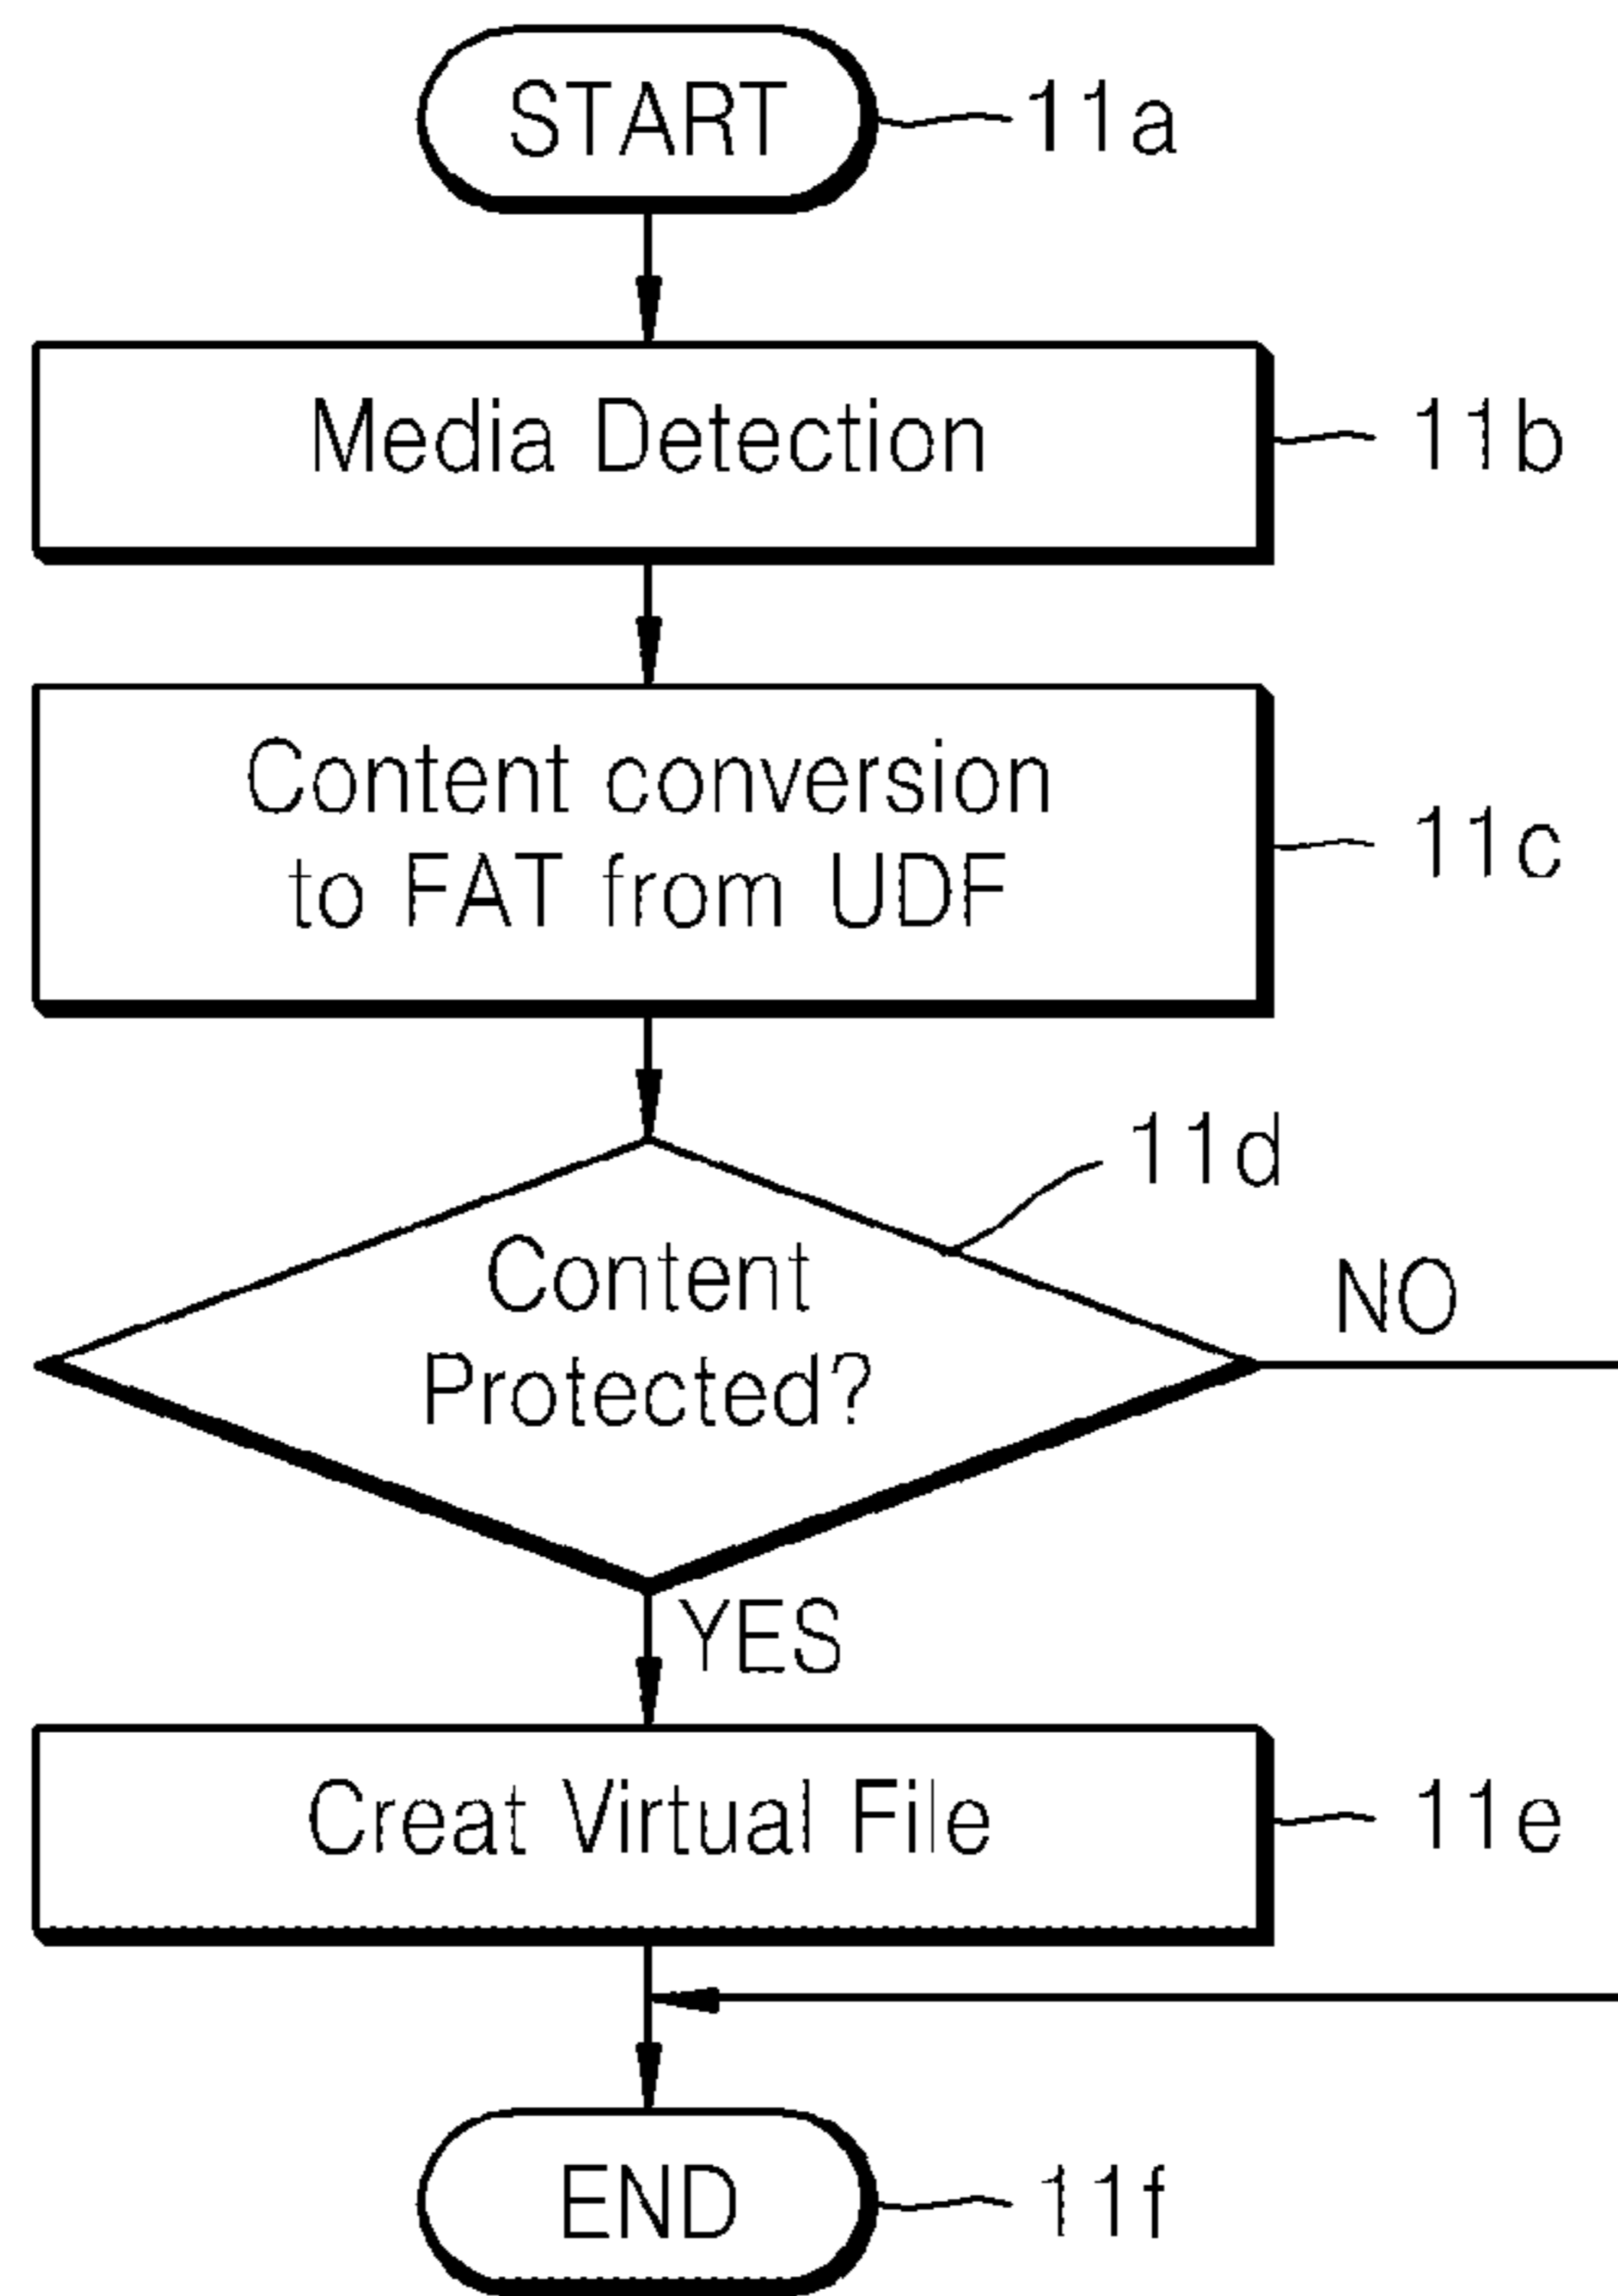 START
11a
Media Detection
11b
Content conversion
to FAT from UDF
11c
11d
Content
Protected?
NO
YES
Creat Virtual File
11e
END
11f